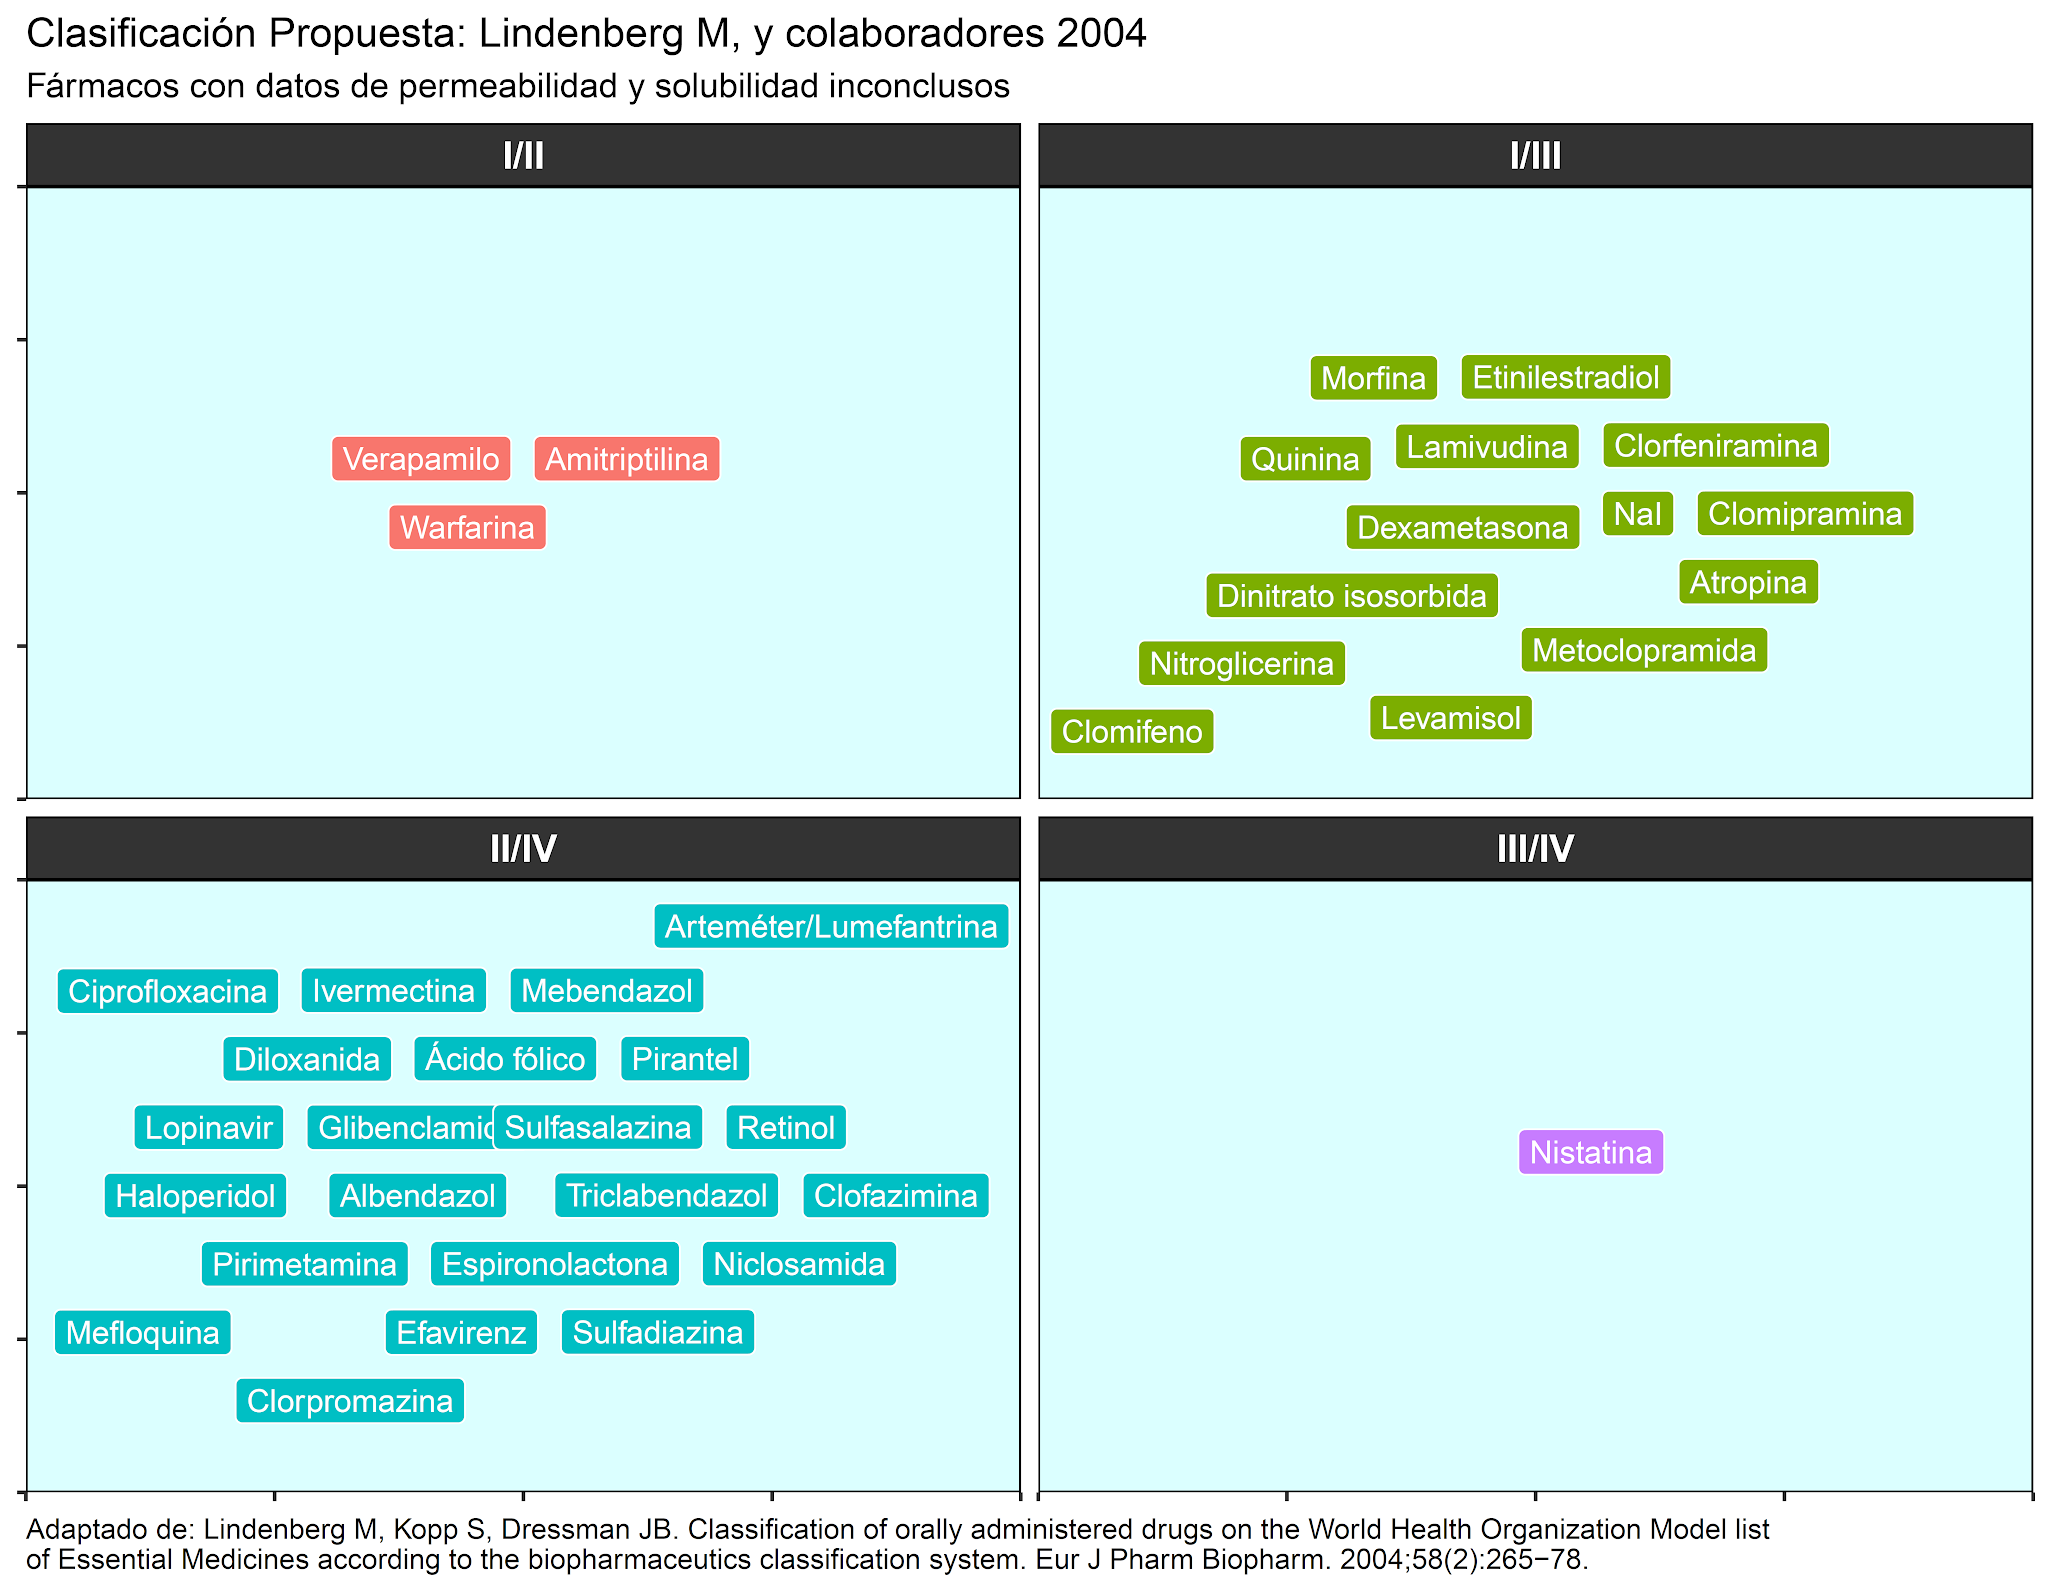 Clasificación Propuesta: Lindenberg M, y colaboradores 2004
Fármacos con datos de permeabilidad y solubilidad inconclusos
I/II
Verapamilo Amitriptilina
Warfarina
I/III
Morfina Etinilestradiol
Quinina Lamivudina Clorfeniramina
Dexametasona NaI Clomipramina
Dinitrato isosorbida Atropina
Nitroglicerina Metoclopramida
Clomifeno Levamisol
II/IV
Arteméter/Lumefantrina
Ciprofloxacina Ivermectina Mebendazol
Diloxanida Ácido fólico Pirantel
Lopinavir Glibenclami Sulfasalazina Retinol
Haloperidol Albendazol Triclabendazol Clofazimina
Pirimetamina Espironolactona Niclosamida
Mefloquina Efavirenz Sulfadiazina
Clorpromazina
III/IV
Nistatina
Adaptado de: Lindenberg M, Kopp S, Dressman JB. Classification of orally administered drugs on the World Health Organization Model list
of Essential Medicines according to the biopharmaceutics classification system. Eur J Pharm Biopharm. 2004;58(2):265−78.